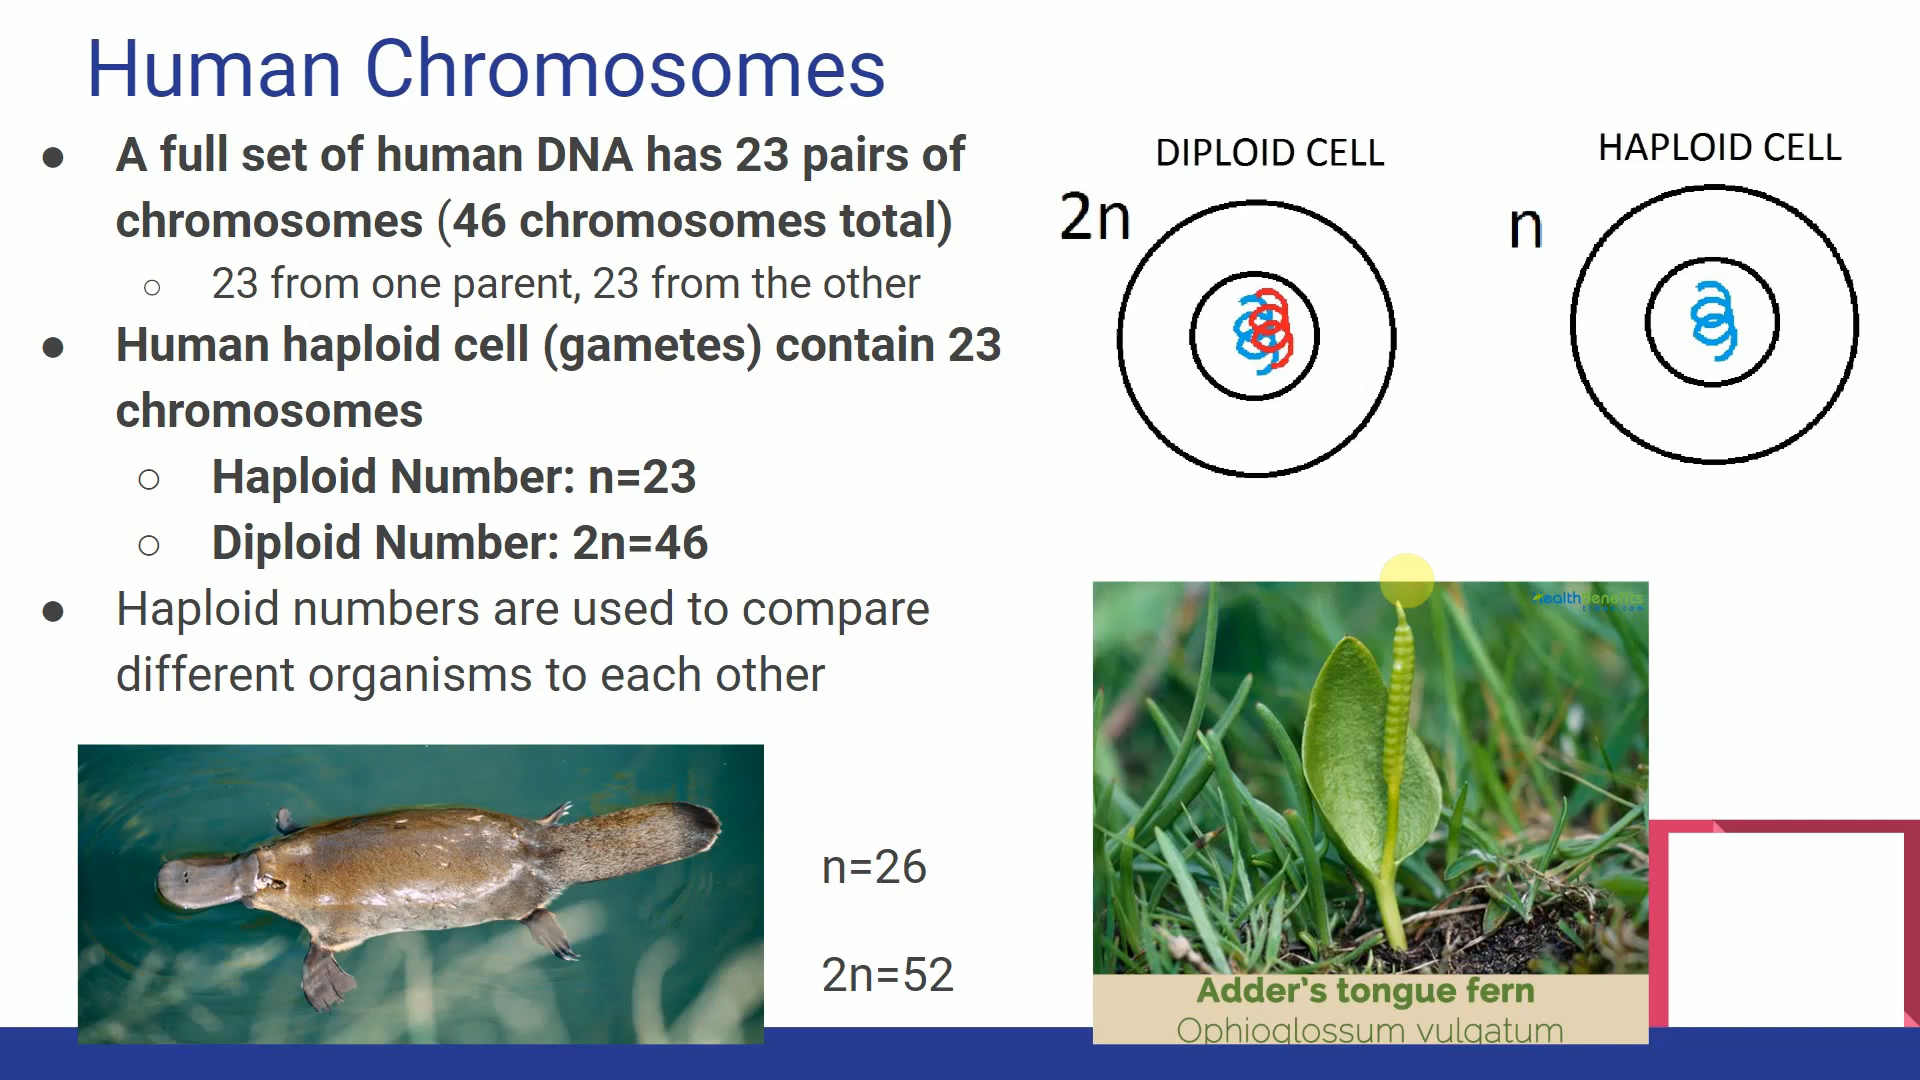 Human Chromosomes
A full set of human DNA has 23 pairs of
chromosomes (46 chromosomes total)
23 from one parent, 23 from the other
Human haploid cell (gametes) contain 23
chromosomes
Haploid Number: n=23
Diploid Number: 2n=46
Haploid numbers are used to compare
different organisms to each other
n=26
2n=52
DIPLOID CELL
2n
HAPLOID CELL
n
HealthBenefits
Adder's tongue fern
Ophioglossum vulgatum